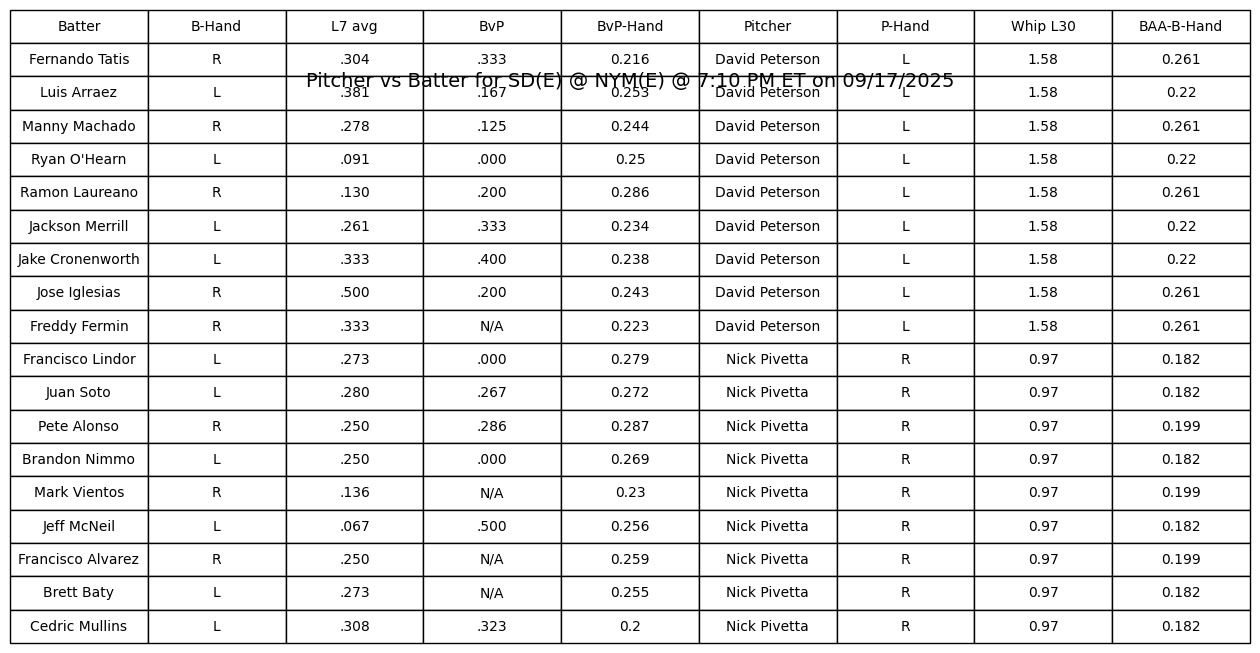 Batter B-Hand L7 avg BvP BvP-Hand Pitcher P-Hand Whip L30 BAA-B-Hand
Fernando Tatis R .304 .333 0.216 David Peterson L 1.58 0.261
Pitcher vs Batter for SD(E) @ NYM(E) @ 7:10 PM ET on 09/17/2025
Luis Arraez L .381 .167 0.253 David Peterson L 1.58 0.22
Manny Machado R .278 .125 0.244 David Peterson L 1.58 0.261
Ryan O'Hearn L .091 .000 0.25 David Peterson L 1.58 0.22
Ramon Laureano R .130 .200 0.286 David Peterson L 1.58 0.261
Jackson Merrill L .261 .333 0.234 David Peterson L 1.58 0.22
Jake Cronenworth L .333 .400 0.238 David Peterson L 1.58 0.22
Jose Iglesias R .500 .200 0.243 David Peterson L 1.58 0.261
Freddy Fermin R .333 N/A 0.223 David Peterson L 1.58 0.261
Francisco Lindor L .273 .000 0.279 Nick Pivetta R 0.97 0.182
Juan Soto L .280 .267 0.272 Nick Pivetta R 0.97 0.182
Pete Alonso R .250 .286 0.287 Nick Pivetta R 0.97 0.199
Brandon Nimmo L .250 .000 0.269 Nick Pivetta R 0.97 0.182
Mark Vientos R .136 N/A 0.23 Nick Pivetta R 0.97 0.199
Jeff McNeil L .067 .500 0.256 Nick Pivetta R 0.97 0.182
Francisco Alvarez R .250 N/A 0.259 Nick Pivetta R 0.97 0.199
Brett Baty L .273 N/A 0.255 Nick Pivetta R 0.97 0.182
Cedric Mullins L .308 .323 0.2 Nick Pivetta R 0.97 0.182